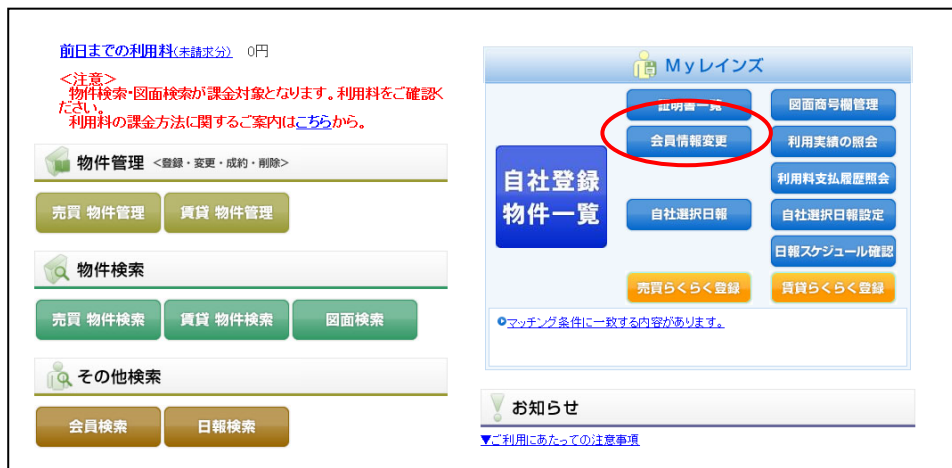 前日までの利用料(未請求分) 0円
<注意>
物件検索・図面検索が課金対象となります。利用料をご確認く
ださい。
利用料の課金方法に関するご案内はこちらから。
物件管理 <登録・変更・成約・削除>
売買 物件管理 賃貸 物件管理
物件検索
売買 物件検索 賃貸 物件検索 図面検索
その他検索
会員検索 日報検索
Myレインズ
証明書一覧 図面商号欄管理
会員情報変更 利用実績の照会
自社登録
物件一覧
利用料支払履歴照会
自社選択日報 自社選択日報設定
日報スケジュール確認
売買らくらく登録 賃貸らくらく登録
マッチング条件に一致する内容があります。
お知らせ
▼ご利用にあたっての注意事項